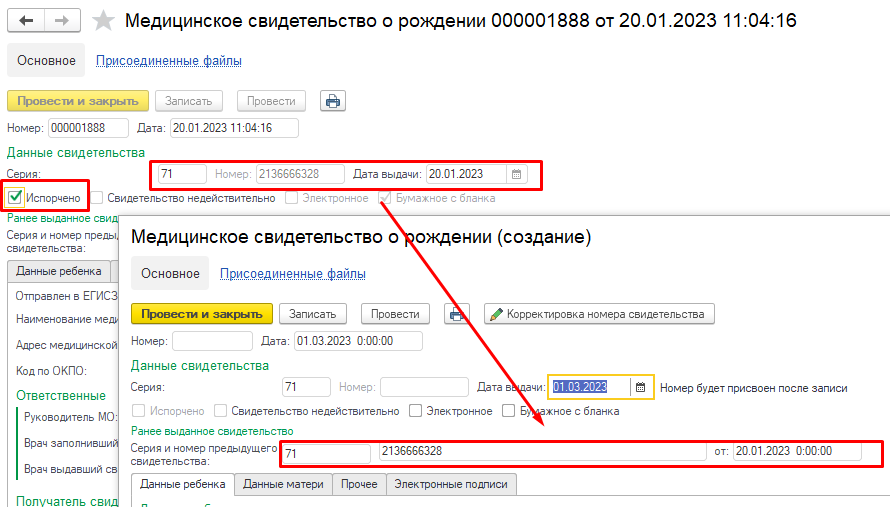 Медицинское свидетельство о рождении 000001888 от 20.01.2023 11:04:16
Основное Присоединенные файлы
Провести и закрыть Записать Провести
Номер: 000001888 Дата: 20.01.2023 11:04:16
Данные свидетельства
Серия: 71 Номер: 2136666328 Дата выдачи: 20.01.2023
Испорчено Свидетельство недействительно Электронное Бумажное с бланка
Ранее выданное свид
Серия и номер преды
свидетельства:
Данные ребенка
Отправлен в ЕГИСЗ
Наименование меди
Адрес медицинской
Код по ОКПО:
Ответственные
Руководитель МО:
Врач заполнивший
Врач выдавший св
Получатель свид
Медицинское свидетельство о рождении (создание)
Основное Присоединенные файлы
Провести и закрыть Записать Провести Корректировка номера свидетельства
Номер: Дата: 01.03.2023 0:00:00
Данные свидетельства
Серия: 71 Номер: Дата выдачи: 01.03.2023 Номер будет присвоен после записи
Испорчено Свидетельство недействительно Электронное Бумажное с бланка
Ранее выданное свидетельство
Серия и номер предыдущего
свидетельства: 71 2136666328 от: 20.01.2023 0:00:00
Данные ребенка Данные матери Прочее Электронные подписи